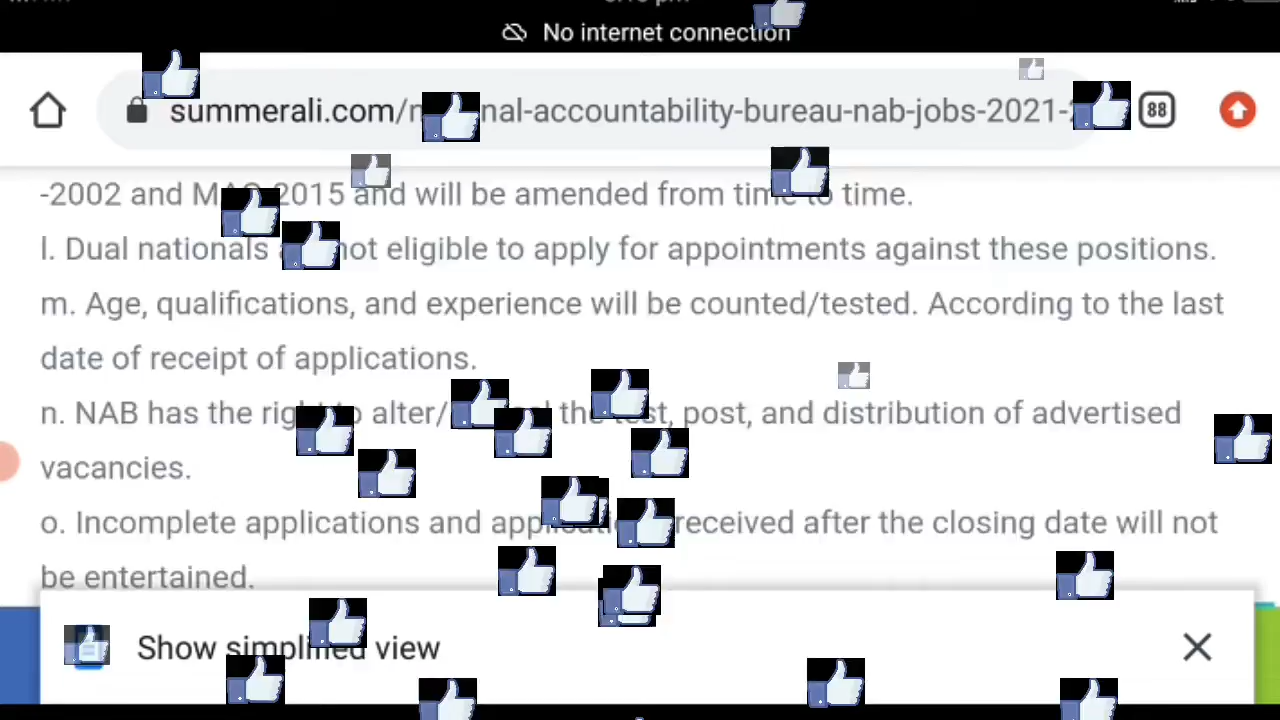 No internet connection
summerali.com/ nal-accountability-bureau-nab-jobs-2021-
88
-2002 and 2015 and will be amended from time to time.
l. Dual nationals not eligible to apply for appointments against these positions.
m. Age, qualifications, and experience will be counted/tested. According to the last
date of receipt of applications.
n. NAB has the right to alter/ the test, post, and distribution of advertised
vacancies.
o. Incomplete applications and received after the closing date will not
be entertained.
Show simplified view